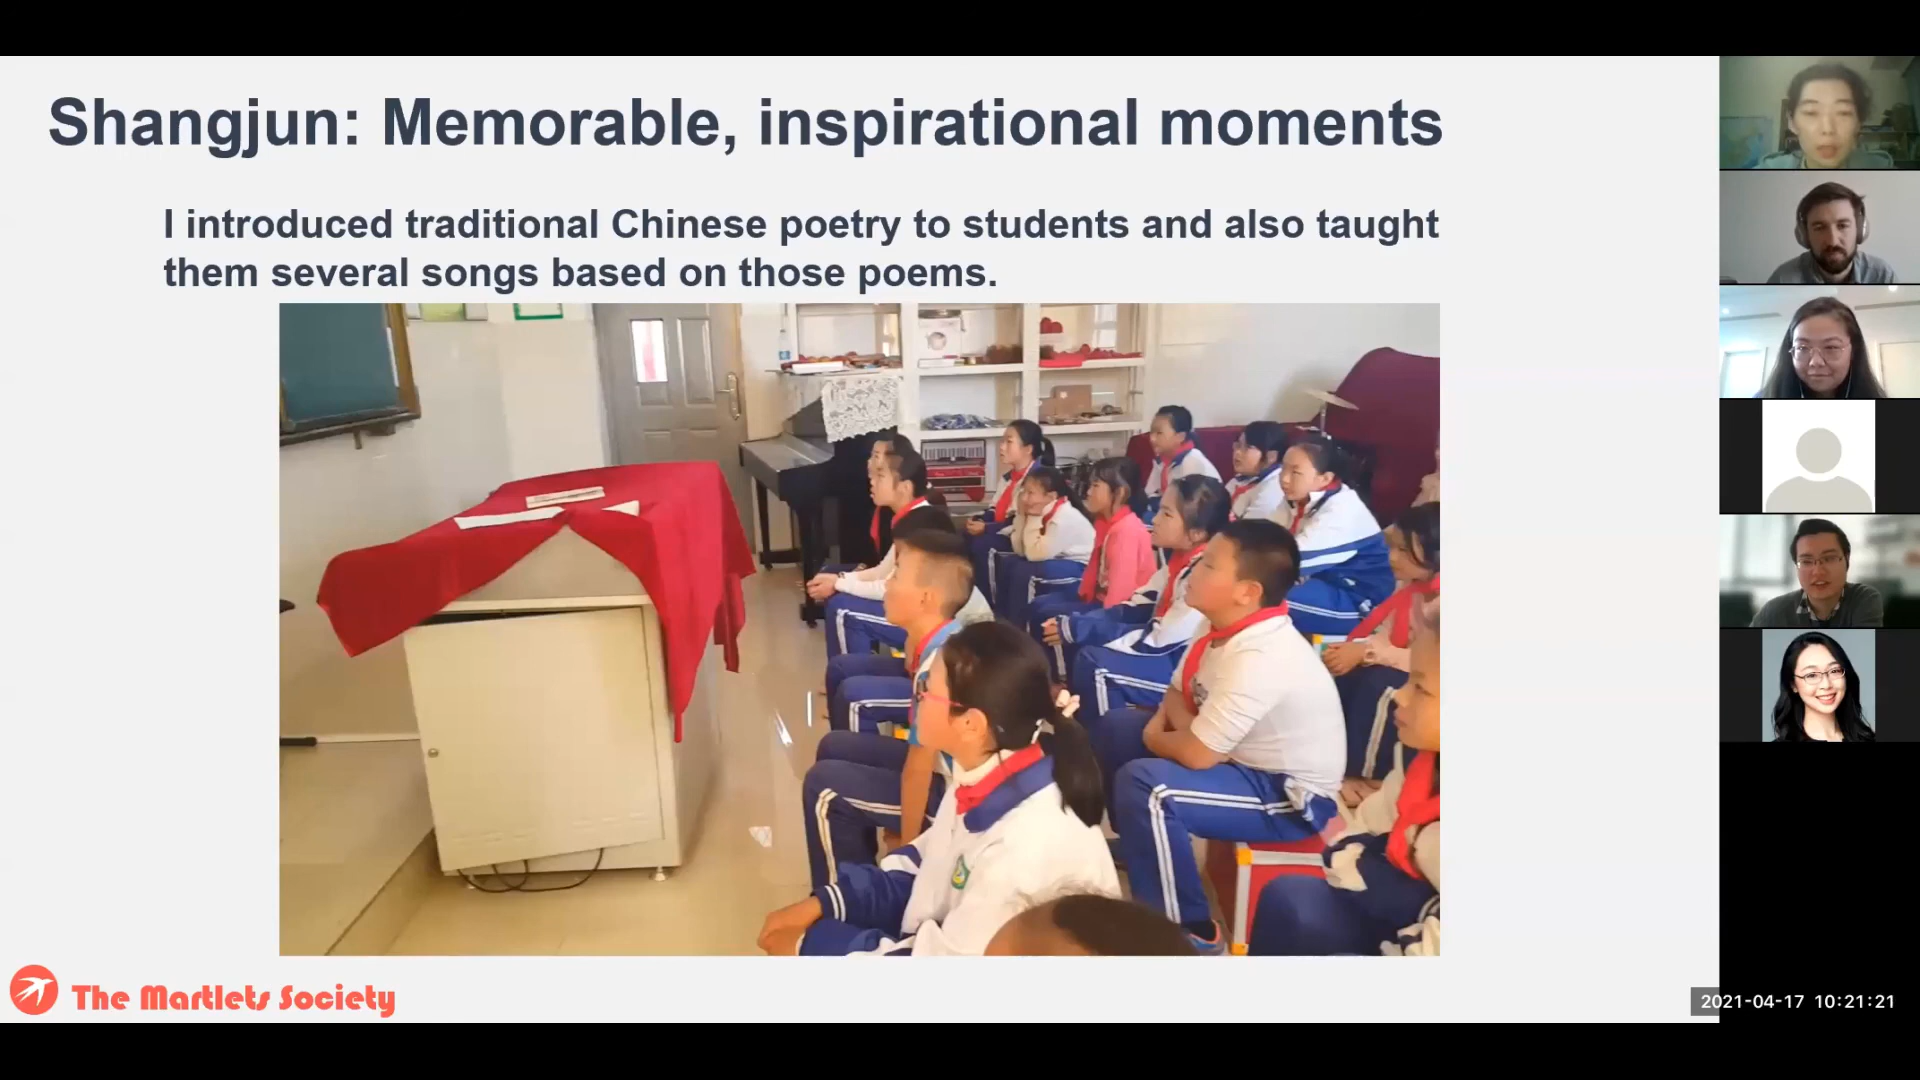 Shangjun: Memorable, inspirational moments
I introduced traditional Chinese poetry to students and also taught
them several songs based on those poems.
The Martlets Society
2021-04-17 10:21:21